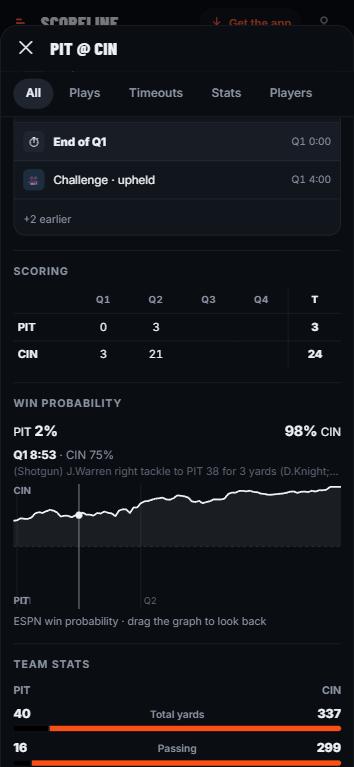 SCORELINE
Get the app
PIT @ CIN
All Plays Timeouts Stats Players
End of Q1 Q1 0:00
Challenge · upheld Q1 4:00
+2 earlier
SCORING
Q1 Q2 Q3 Q4 T
PIT 0 3 3
CIN 3 21 24
WIN PROBABILITY
PIT 2% 98% CIN
Q1 8:53 · CIN 75%
(Shotgun) J.Warren right tackle to PIT 38 for 3 yards (D.Knight;...
CIN
PIT Q2
ESPN win probability · drag the graph to look back
TEAM STATS
PIT CIN
40 Total yards 337
16 Passing 299